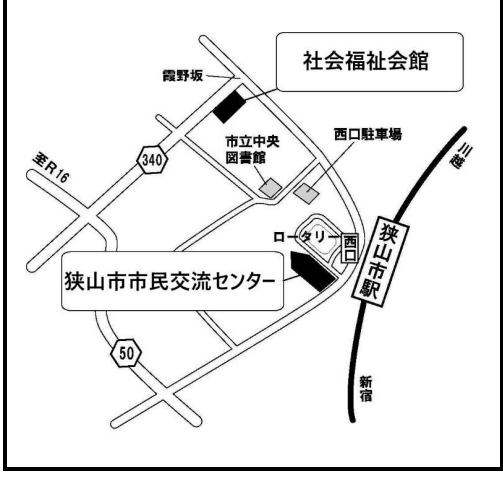 社会福祉会館
霞野坂
西口駐車場
市立中央
図書館
340
至R16
川越
ロータリー
西口
狭山市駅
狭山市市民交流センター
50
新宿